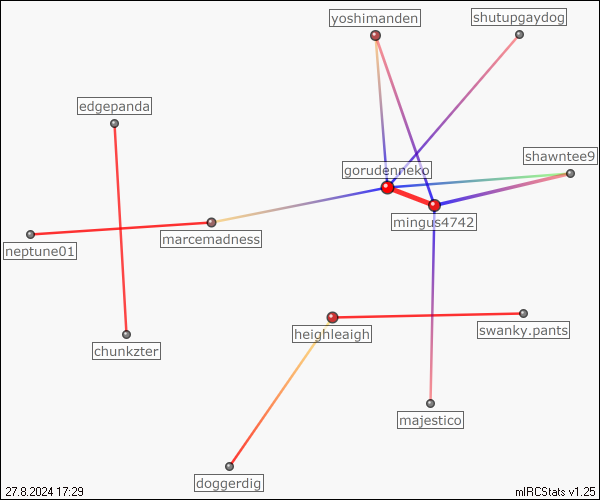 yoshimanden
shutupgaydog
edgepanda
shawntee9
gorudenneko
mingus4742
marcemadness
neptune01
swanky.pants
heighleaigh
chunkzter
majestico
doggerdig
27.8.2024 17:29
mIRCStats v1.25